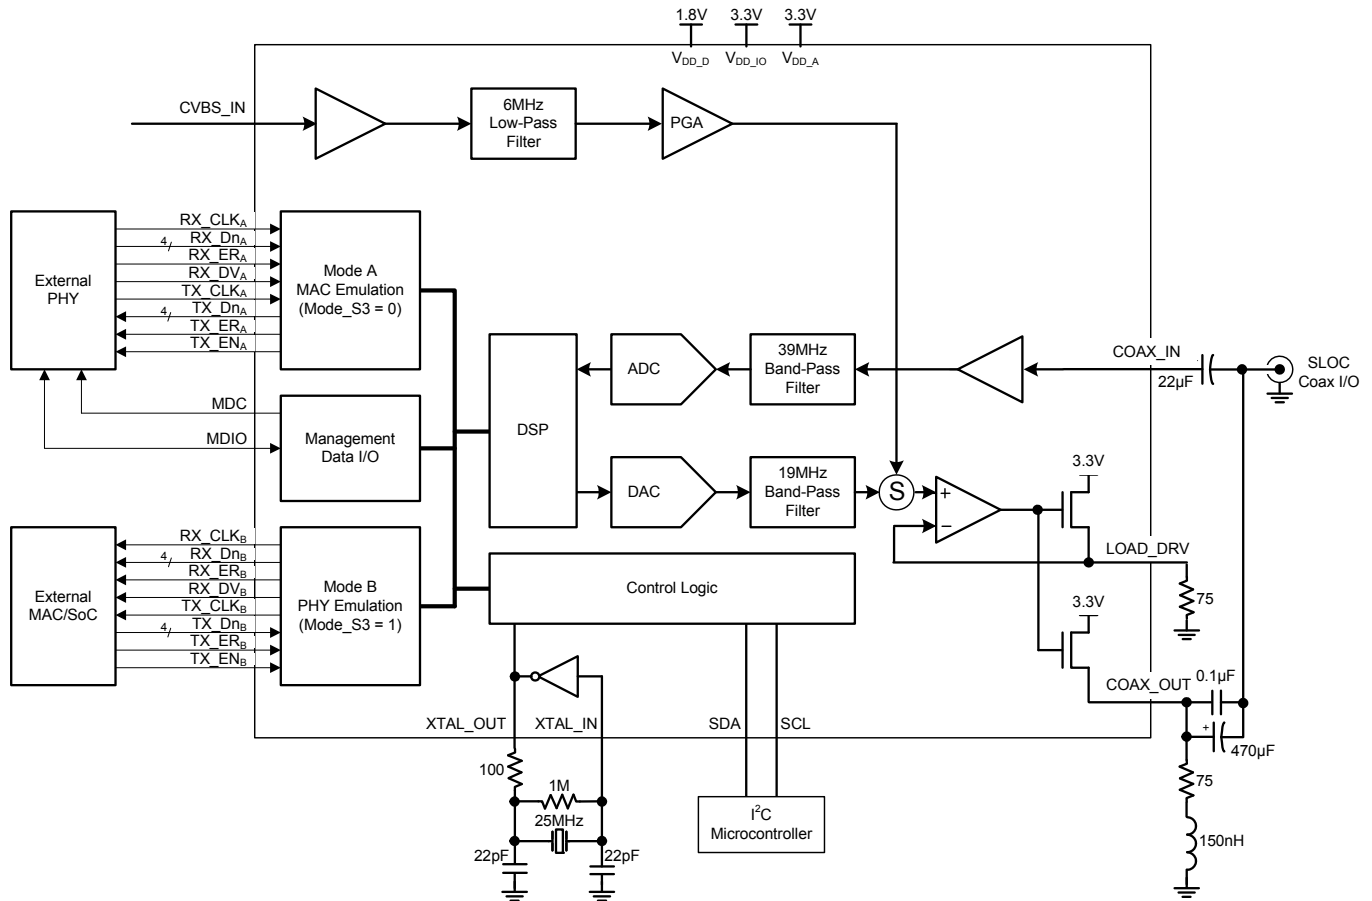 1.8V
3.3V
3.3V
VDD_D
VDD_IO
VDD_A
CVBS_IN
6MHz
Low-Pass
Filter
PGA
External
PHY
RX_CLKA
4/
RX_DnA
RX_ERA
RX_DVA
TX_CLKA
4/
TX_DnA
TX_ERA
TX_ENA
Mode A
MAC Emulation
(Mode_S3 = 0)
MDC
MDIO
Management
Data I/O
DSP
ADC
39MHz
Band-Pass
Filter
COAX_IN
22µF
SLOC
Coax I/O
DAC
19MHz
Band-Pass
Filter
S
+
−
3.3V
LOAD_DRV
75
External
MAC/SoC
RX_CLKB
4/
RX_DnB
RX_ERB
RX_DVB
TX_CLKB
4/
TX_DnB
TX_ERB
TX_ENB
Mode B
PHY Emulation
(Mode_S3 = 1)
Control Logic
3.3V
COAX_OUT
0.1µF
+
470µF
75
150nH
XTAL_OUT
XTAL_IN
SDA
SCL
100
1M
25MHz
22pF
22pF
I2C
Microcontroller